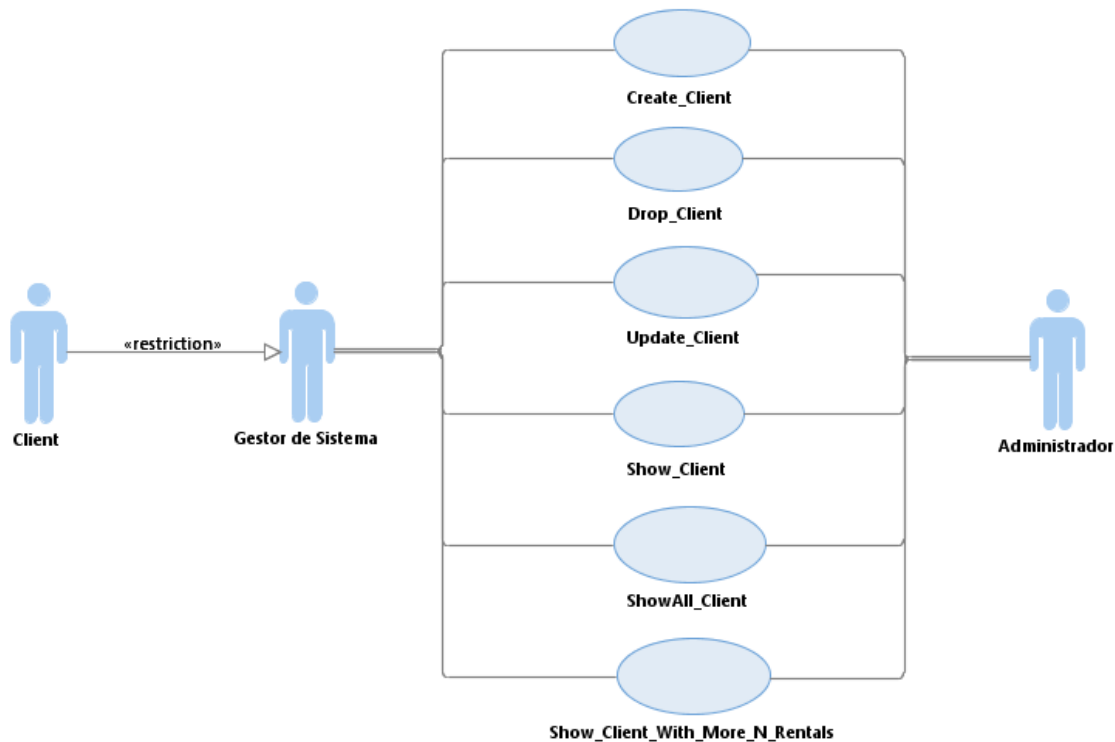 Create_Client
Drop_Client
Update_Client
«restriction»
Client
Gestor de Sistema
Administrador
Show_Client
ShowAll_Client
Show_Client_With_More_N_Rentals